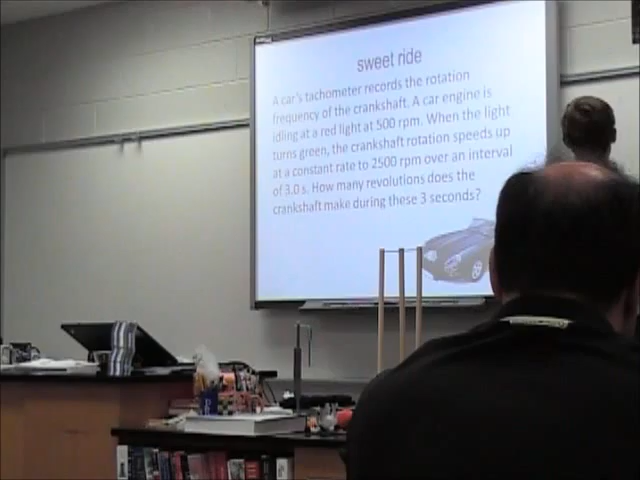 sweet ride
A car's tachometer records the rotation
frequency of the crankshaft. A car engine is
idling at a red light at 500 rpm. When the light
turns green, the crankshaft rotation speeds up
at a constant rate to 2500 rpm over an interval
of 3.0 s. How many revolutions does the
crankshaft make during these 3 seconds?